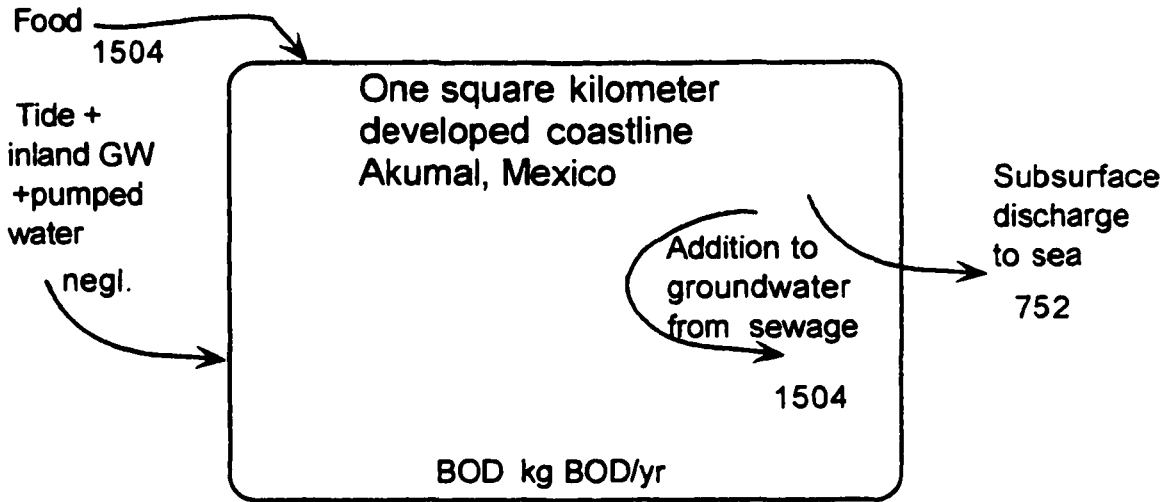 Food
1504
Tide +
inland GW
+pumped
water
negl.
One square kilometer
developed coastline
Akumal, Mexico
Addition to
groundwater
from sewage
1504
Subsurface
discharge
to sea
752
BOD kg BOD/yr